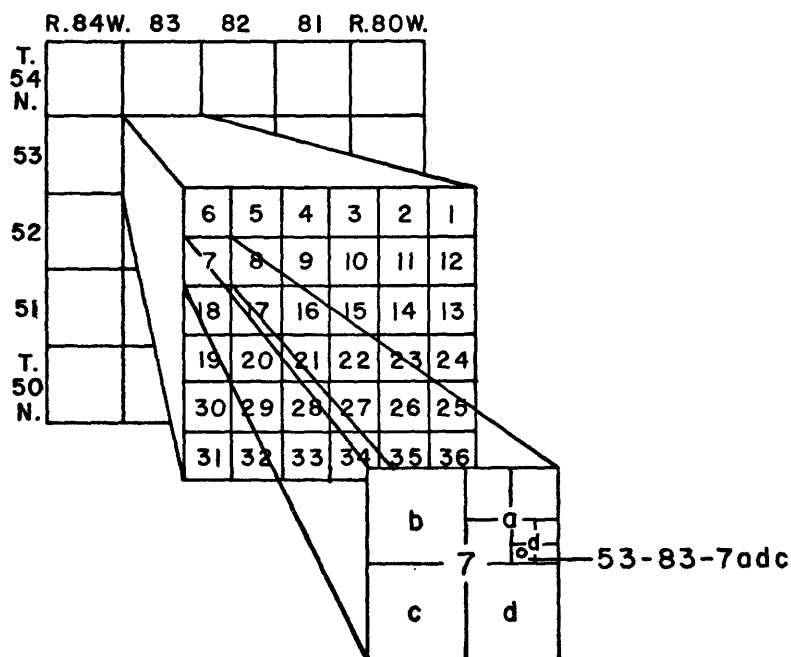 R.84W. 83 82 81 R.80W.
T.
54
N.
53
52
51
T.
50
N.
6 5 4 3 2 1
7 8 9 10 11 12
18 17 16 15 14 13
19 20 21 22 23 24
30 29 28 27 26 25
31 32 33 34 35 36
b a
d
7 53-83-7adc
c d